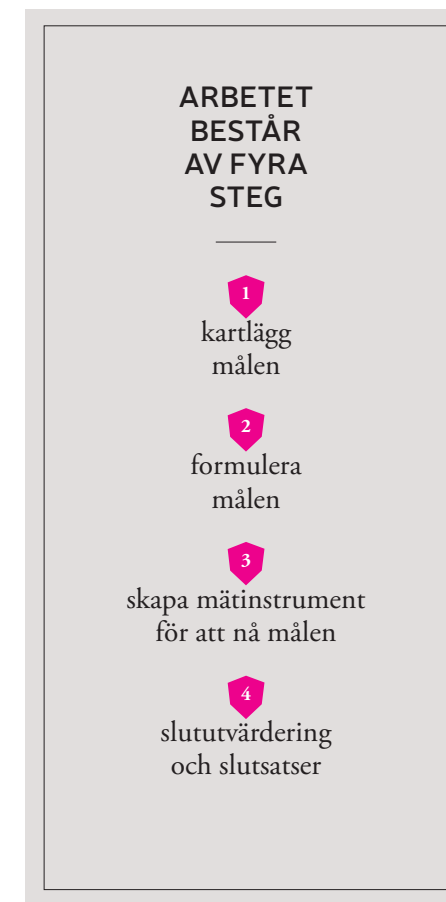 ARBETET
BESTÅR
AV FYRA
STEG
1
kartlägg
målen
2
formulera
målen
3
skapa mätinstrument
för att nå målen
4
slututvärdering
och slutsatser